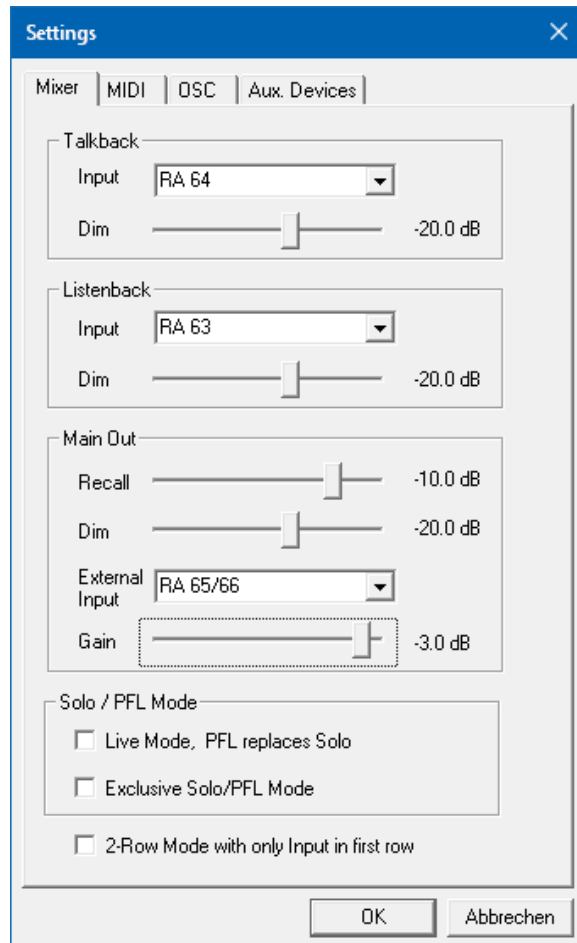 Settings
Mixer MIDI OSC Aux. Devices
Talkback
Input RA 64
Dim -20.0 dB
Listenback
Input RA 63
Dim -20.0 dB
Main Out
Recall -10.0 dB
Dim -20.0 dB
External
Input RA 65/66
Gain -3.0 dB
Solo / PFL Mode
Live Mode, PFL replaces Solo
Exclusive Solo/PFL Mode
2-Row Mode with only Input in first row
OK Abbrechen